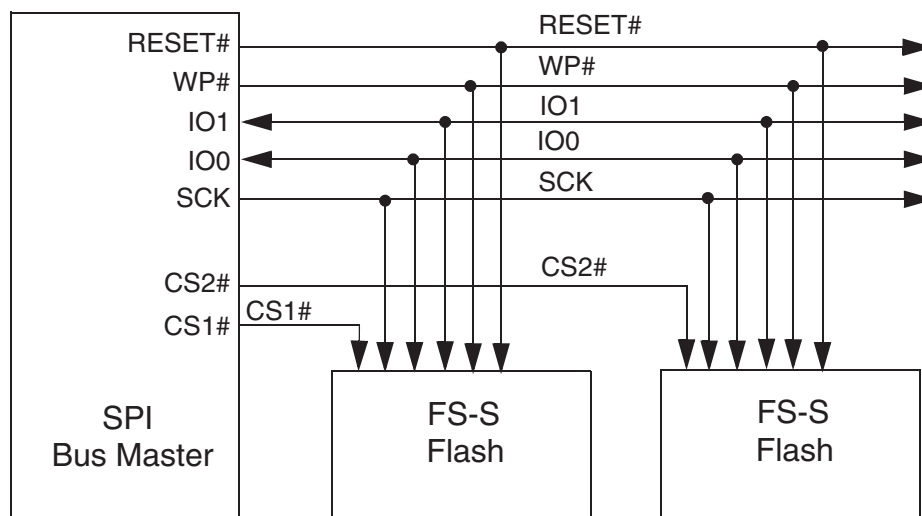 RESET#
RESET#
WP#
WP#
IO1
IO1
IO0
IO0
SCK
SCK
CS2#
CS2#
CS1#
CS1#
SPI
Bus Master
FS-S
Flash
FS-S
Flash